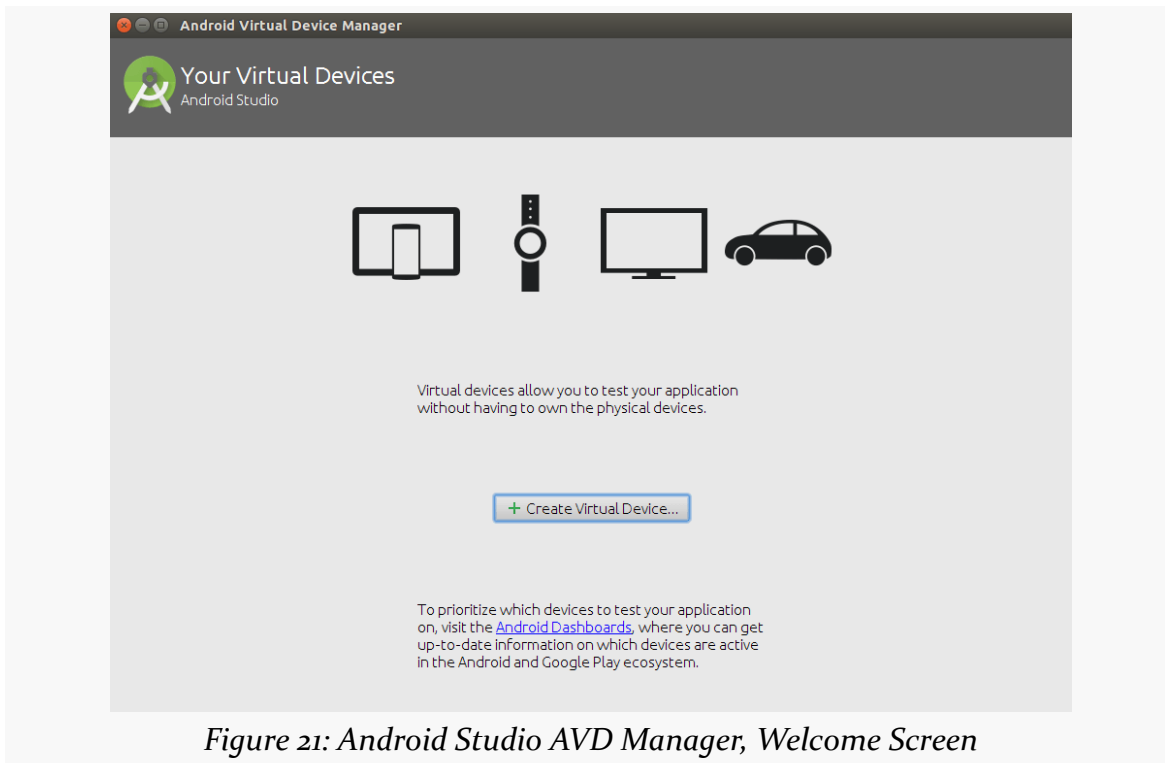 Android Virtual Device Manager
Your Virtual Devices
Android Studio
Virtual devices allow you to test your application
without having to own the physical devices.
+ Create Virtual Device...
To prioritize which devices to test your application
on, visit the Android Dashboards, where you can get
up-to-date information on which devices are active
in the Android and Google Play ecosystem.
Figure 21: Android Studio AVD Manager, Welcome Screen